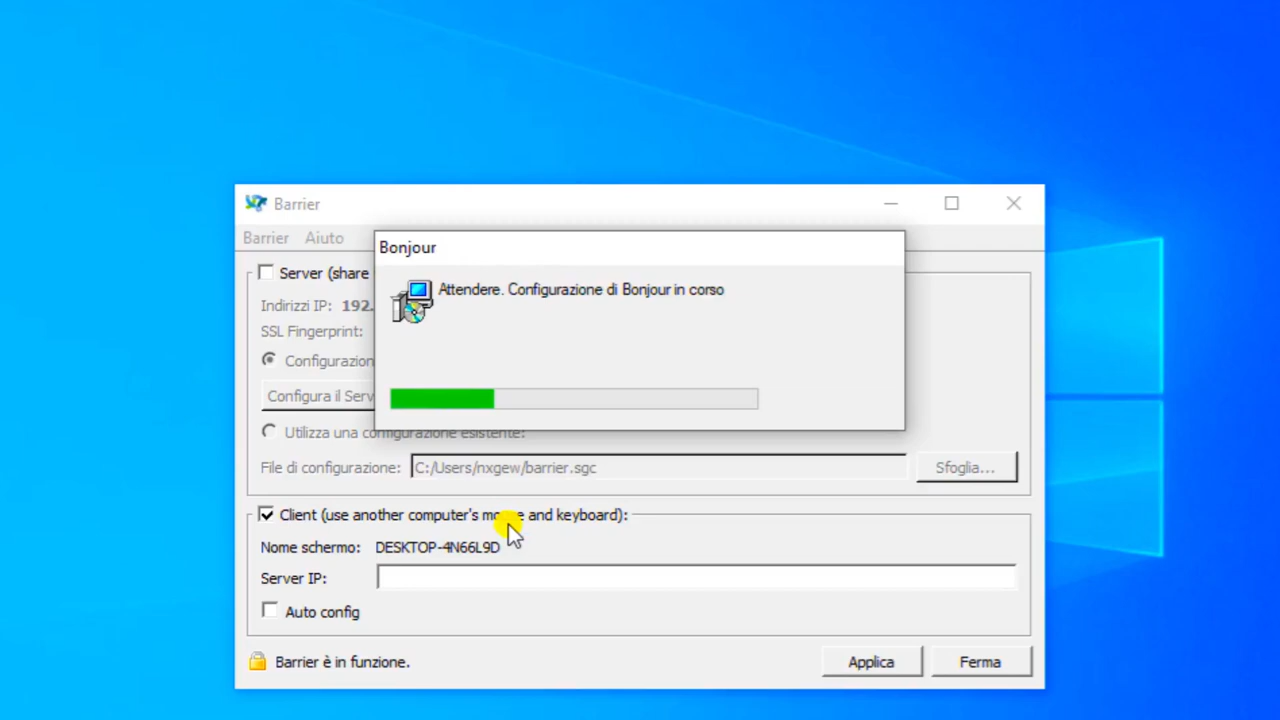 Barrier
Barrier Aiuto
Bonjour
Attendere. Configurazione di Bonjour in corso
Server (share
Indirizzi IP: 192.
SSL Fingerprint:
Configurazion
Configura il Serv
Utilizza una configurazione esistente:
File di configurazione: C:/Users/nxgew/barrier.sgc Sfoglia...
Client (use another computer's mouse and keyboard):
Nome schermo: DESKTOP-4N66L9D
Server IP:
Auto config
Barrier è in funzione. Applica Ferma